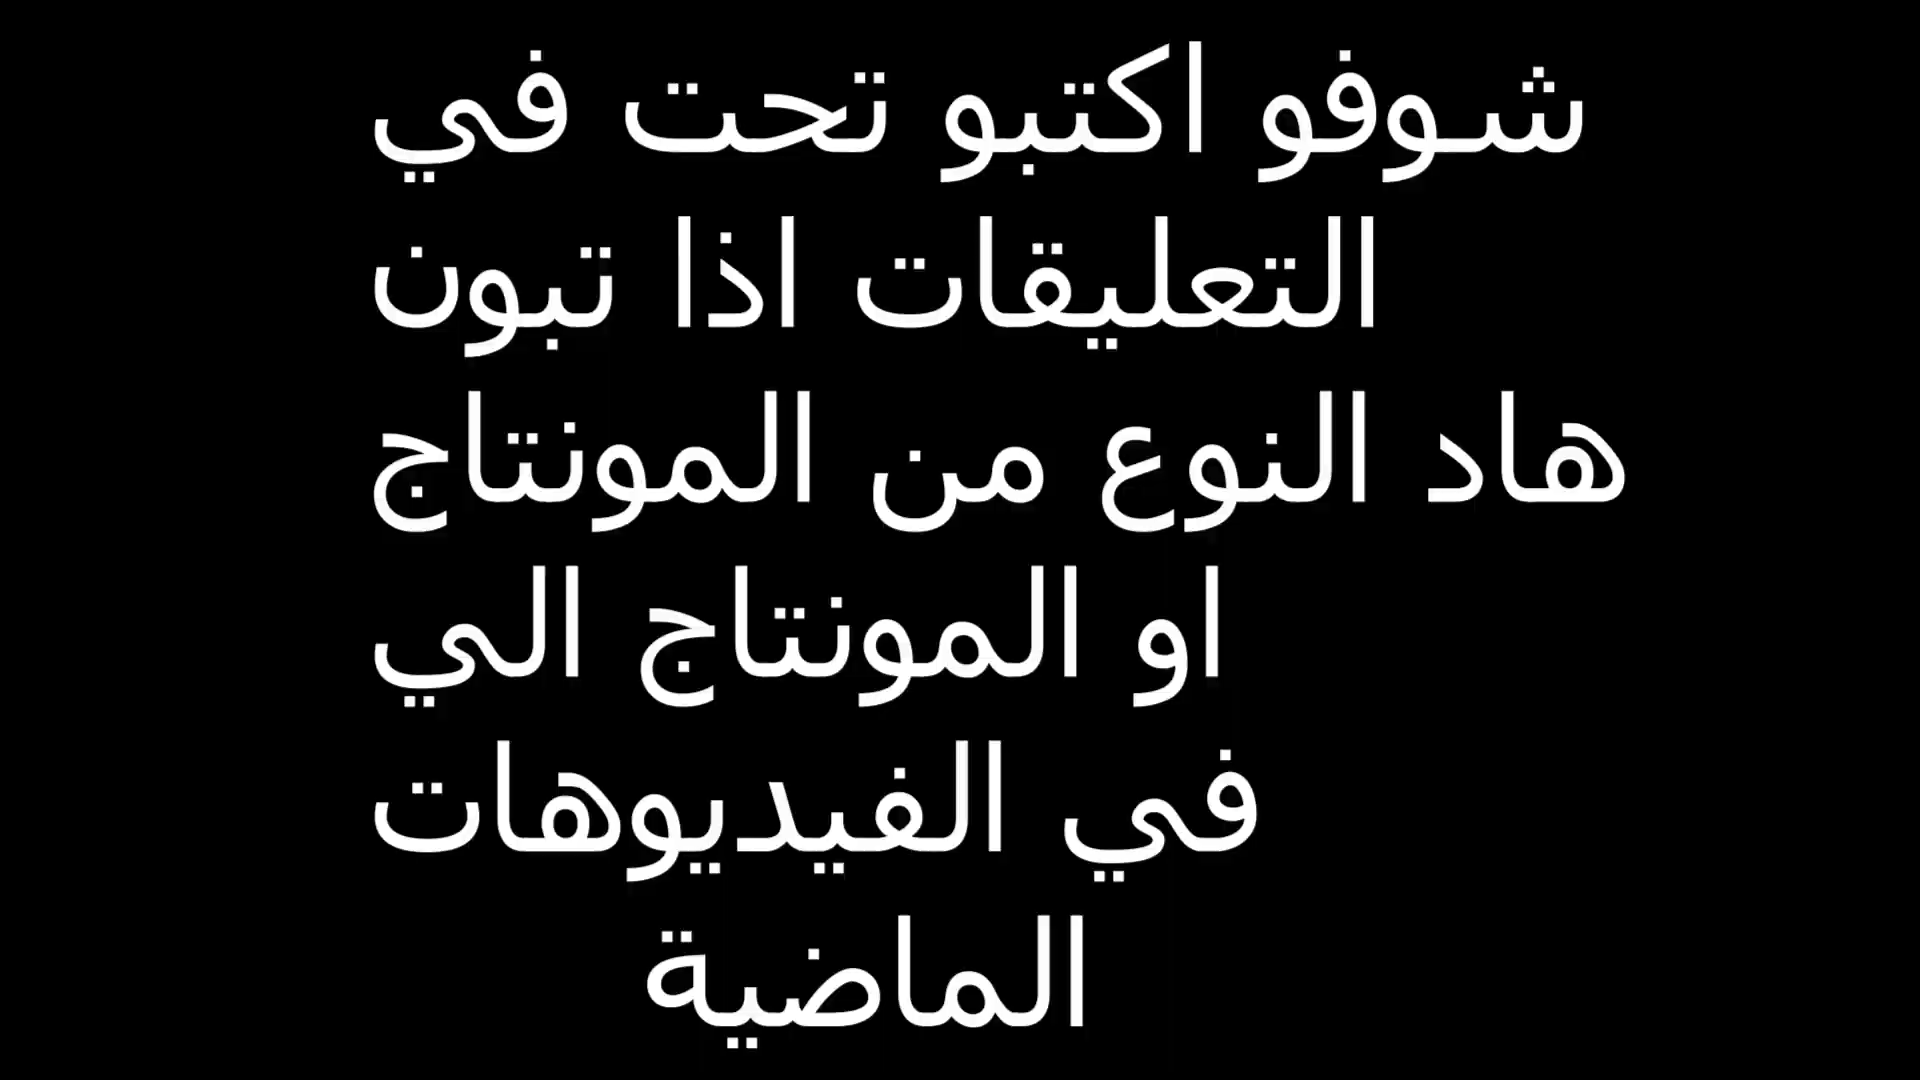 شوفو اكتبو تحت في
التعليقات اذا تبون
هاد النوع من المونتاج
او المونتاج الي
في الفيديوهات
الماضية